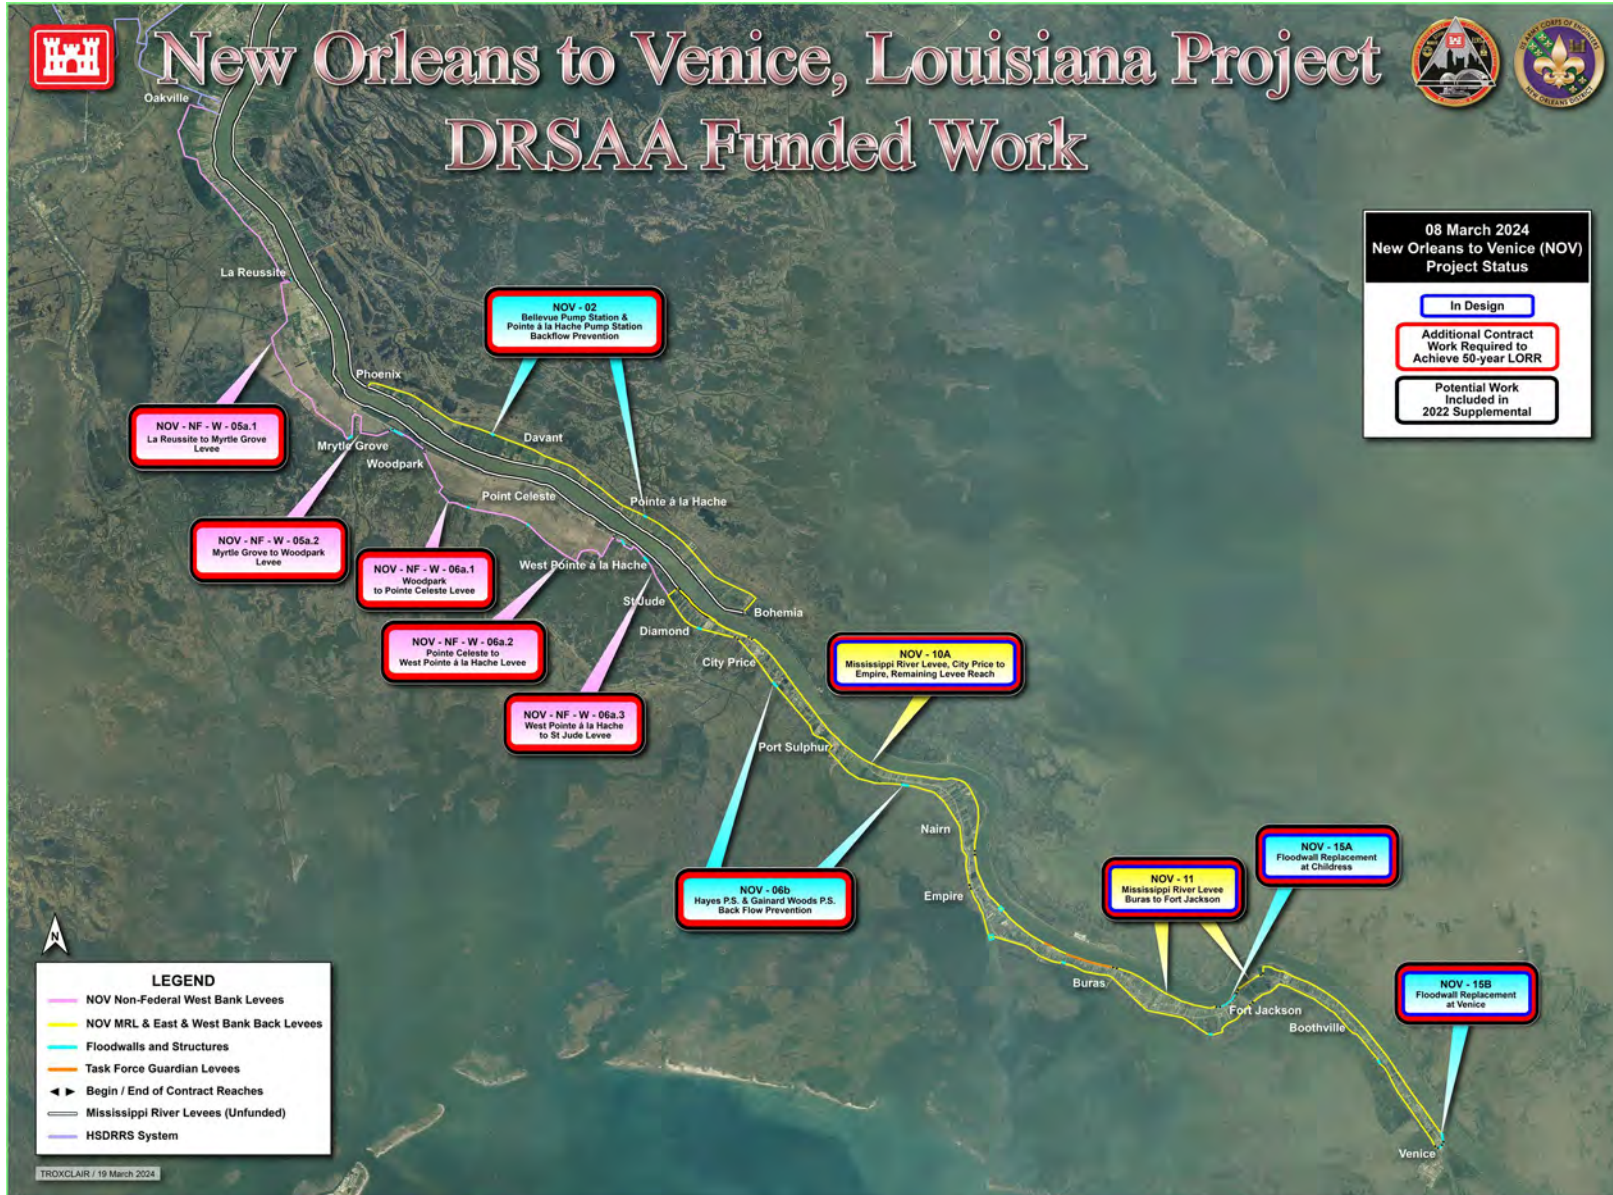 New Orleans to Venice, Louisiana Project
DRSAA Funded Work
US ARMY CORPS OF ENGINEERS
NEW ORLEANS DISTRICT
08 March 2024
New Orleans to Venice (NOV)
Project Status
In Design
Additional Contract
Work Required to
Achieve 50-year LORR
Potential Work
Included in
2022 Supplemental
Oakville
La Reussite
Phoenix
NOV - 02
Bellevue Pump Station &
Pointe á la Hache Pump Station
Backflow Prevention
NOV - NF - W - 05a.1
La Reussite to Myrtle Grove
Levee
Mrytle Grove
Woodpark
Davant
Point Celeste
Pointe á la Hache
NOV - NF - W - 05a.2
Myrtle Grove to Woodpark
Levee
NOV - NF - W - 06a.1
Woodpark
to Pointe Celeste Levee
West Pointe á la Hache
St Jude
Bohemia
Diamond
City Price
NOV - NF - W - 06a.2
Pointe Celeste to
West Pointe á la Hache Levee
NOV - 10A
Mississippi River Levee, City Price to
Empire, Remaining Levee Reach
NOV - NF - W - 06a.3
West Pointe á la Hache
to St Jude Levee
Port Sulphur
Nairn
Empire
NOV - 06b
Hayes P.S. & Gainard Woods P.S.
Back Flow Prevention
NOV - 11
Mississippi River Levee
Buras to Fort Jackson
NOV - 15A
Floodwall Replacement
at Childress
Buras
Fort Jackson
Boothville
NOV - 15B
Floodwall Replacement
at Venice
Venice
N
LEGEND
NOV Non-Federal West Bank Levees
NOV MRL & East & West Bank Back Levees
Floodwalls and Structures
Task Force Guardian Levees
Begin / End of Contract Reaches
Mississippi River Levees (Unfunded)
HSDRRS System
TROXCLAIR / 19 March 2024